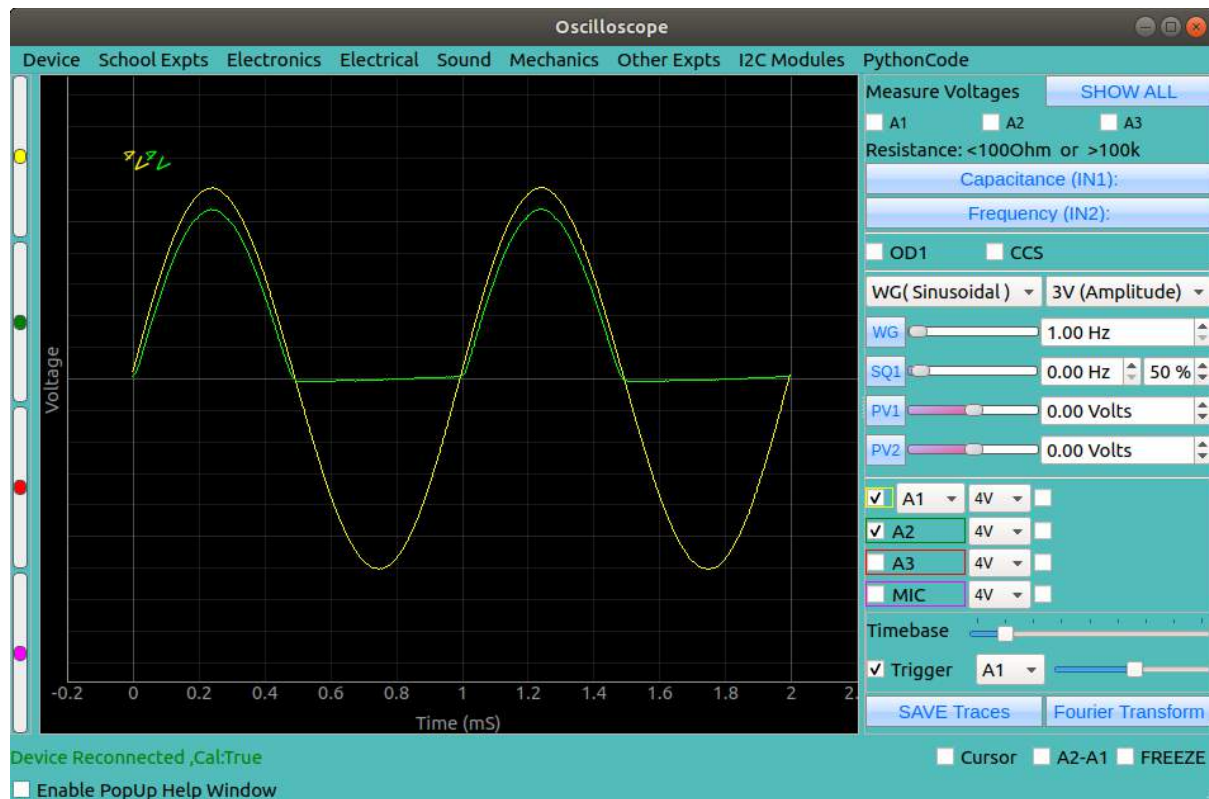 Oscilloscope
Device School Expts Electronics Electrical Sound Mechanics Other Expts I2C Modules PythonCode
Measure Voltages SHOW ALL
A1 A2 A3
Resistance: <100Ohm or >100k
Capacitance (IN1):
Frequency (IN2):
OD1 CCS
WG( Sinusoidal ) 3V (Amplitude)
WG 1.00 Hz
SQ1 0.00 Hz 50 %
PV1 0.00 Volts
PV2 0.00 Volts
A1 4V
A2 4V
A3 4V
MIC 4V
Timebase
Trigger A1
SAVE Traces Fourier Transform
4V 4V
Voltage
-0.2 0 0.2 0.4 0.6 0.8 1 1.2 1.4 1.6 1.8 2 2.
Time (mS)
Device Reconnected ,Cal:True
Cursor A2-A1 FREEZE
Enable PopUp Help Window